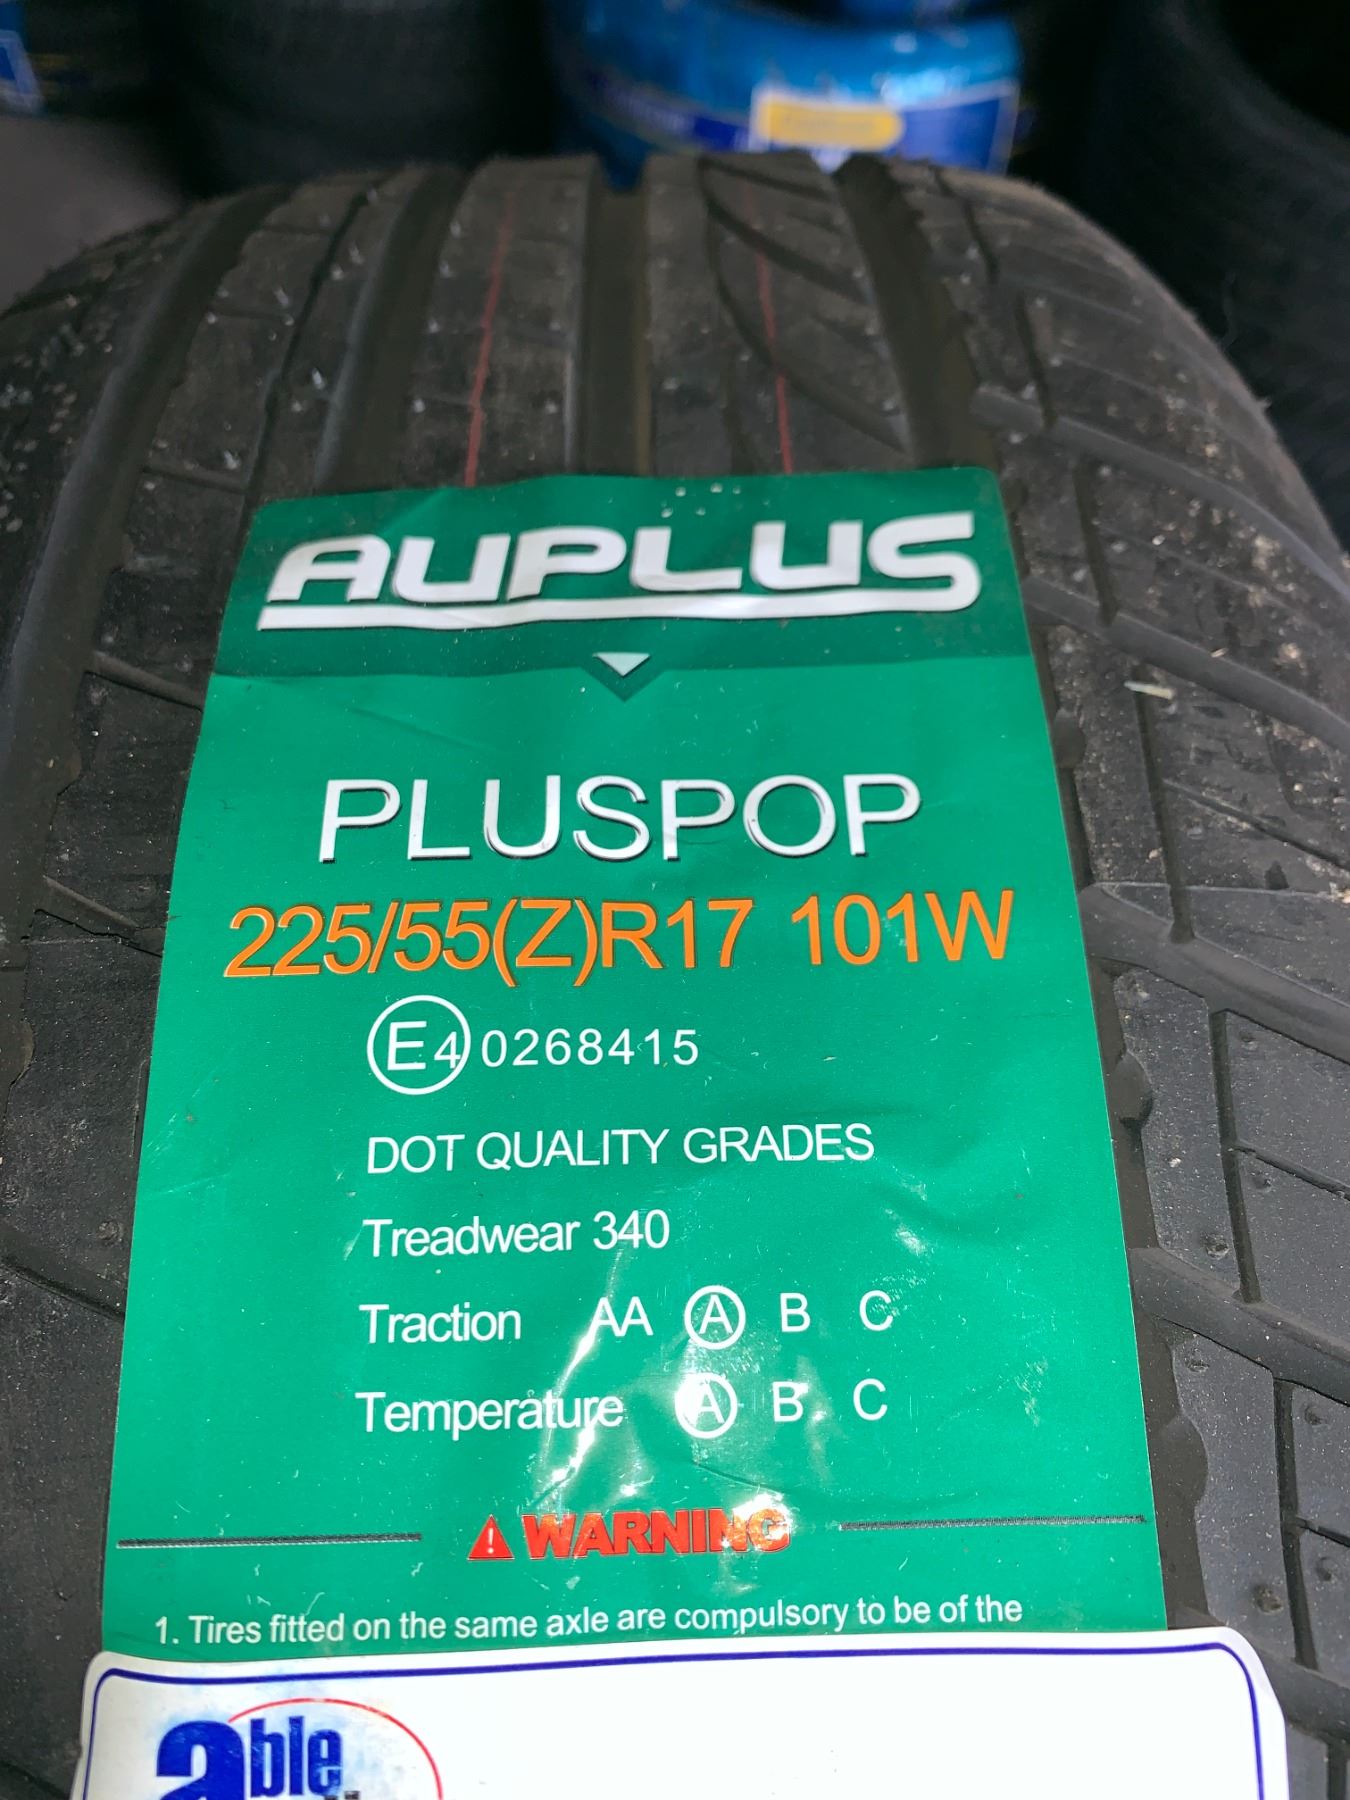 AUPLUS
PLUSPOP
225/55(Z)R17 101W
E4 0268415
DOT QUALITY GRADES
Treadwear 340
Traction AA A B C
Temperature A B C
WARNING
1. Tires fitted on the same axle are compulsory to be of the
able